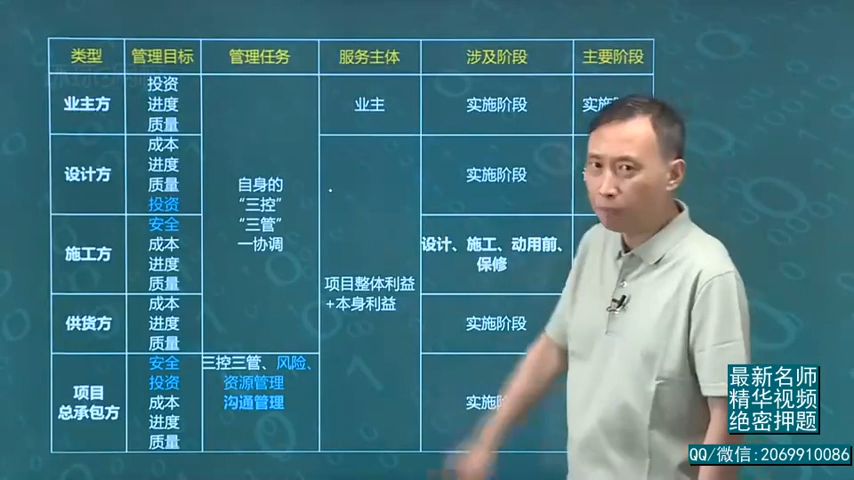 类型 管理目标 管理任务 服务主体 涉及阶段 主要阶段
业主方
投资
进度
质量
业主
实施阶段
设计方
成本
进度
质量
投资
自身的
“三控”
“三管”
一协调
实施阶段
施工方
安全
成本
进度
质量
项目整体利益
+本身利益
设计、施工、动用前、
保修
供货方
成本
进度
质量
实施阶段
项目
总承包方
安全
投资
成本
进度
质量
三控三管、风险、
资源管理
沟通管理
最新名师
精华视频
绝密押题
QQ/微信:2069910086